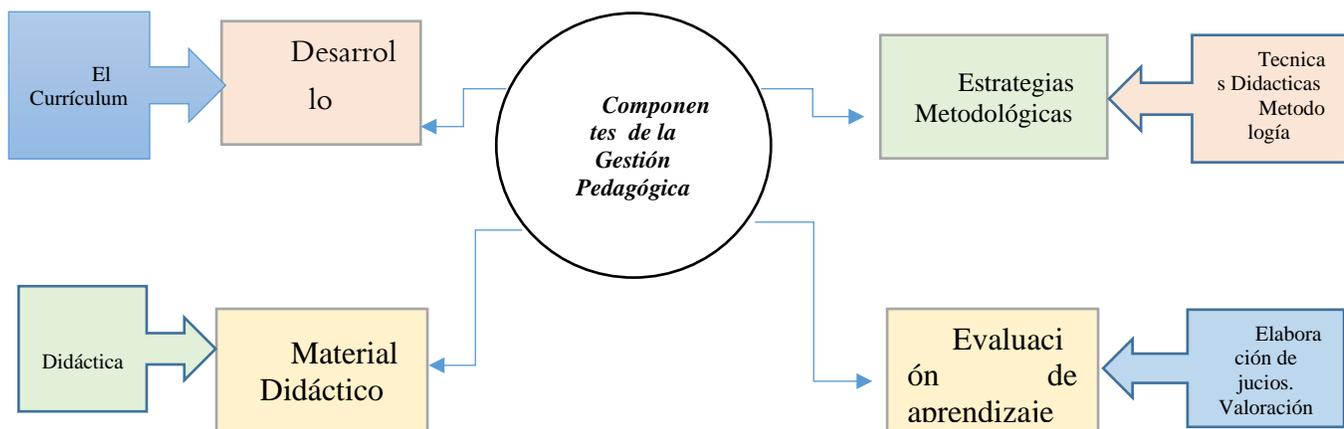 El
Currículum
Desarrol
lo
Componen
tes de la
Gestión
Pedagógica
Estrategias
Metodológicas
Tecnica
s Didacticas
Metodo
logía
Didáctica
Material
Didáctico
Evaluaci
ón de
aprendizaje
Elabora
ción de
jucios.
Valoración